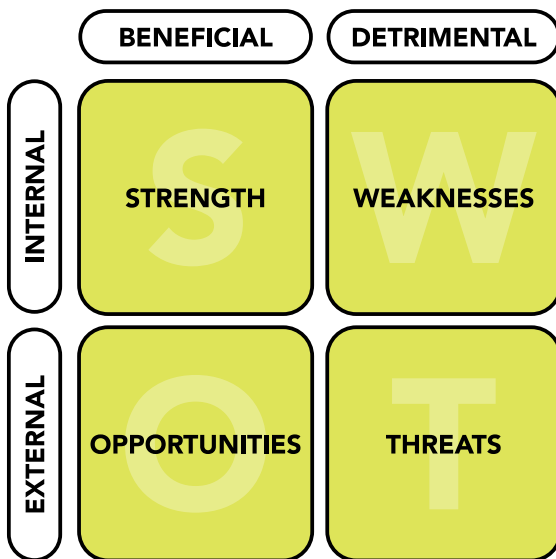 BENEFICIAL
DETRIMENTAL
INTERNAL
S
STRENGTH
W
WEAKNESSES
EXTERNAL
O
OPPORTUNITIES
T
THREATS